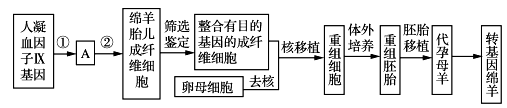 人凝
血因
子Ⅸ
基因
①
A
②
绵羊
胎儿
成纤
维细
胞
筛选
鉴定
整合有目的
基因的成纤
维细胞
卵母细胞
去核
核移植
重组
细胞
体外
培养
重组
胚胎
胚胎
移植
代孕
母羊
转基
因绵
羊